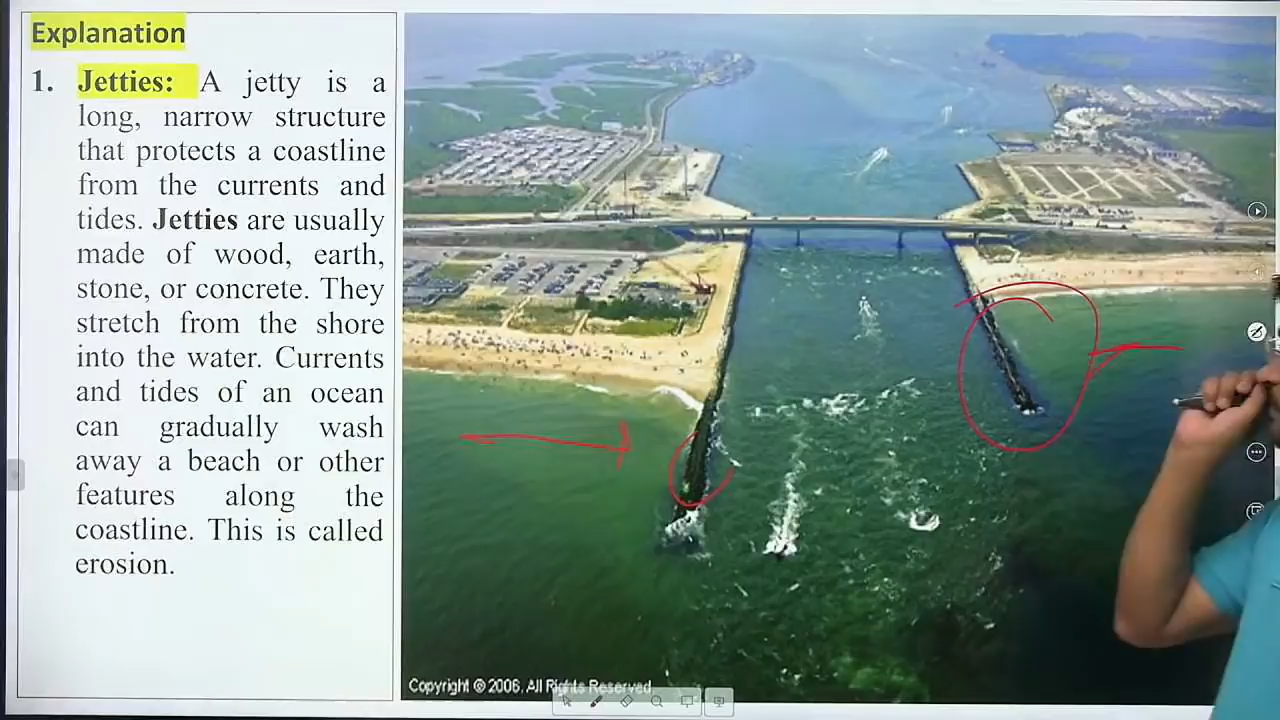 Explanation
1. Jetties: A jetty is a
long, narrow structure
that protects a coastline
from the currents and
tides. Jetties are usually
made of wood, earth,
stone, or concrete. They
stretch from the shore
into the water. Currents
and tides of an ocean
can gradually wash
away a beach or other
features along the
coastline. This is called
erosion.
Copyright © 2006. All Rights Reserved